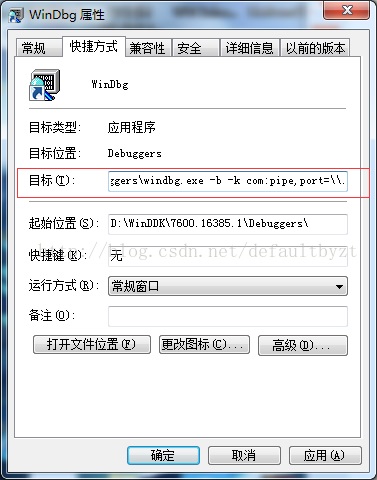 WinDbg 属性
常规 快捷方式 兼容性 安全 详细信息 以前的版本
WinDbg
目标类型: 应用程序
目标位置: Debuggers
目标(T): ggers\windbg.exe -b -k com:pipe,port=\\.
起始位置(S): D:\WinDDK\7600.16385.1\Debuggers\
http://blog.csdn.net/defaultbyzt
快捷键(K): 无
运行方式(R): 常规窗口
备注(O):
打开文件位置(F) 更改图标(C)... 高级(D)...
确定 取消 应用(A)